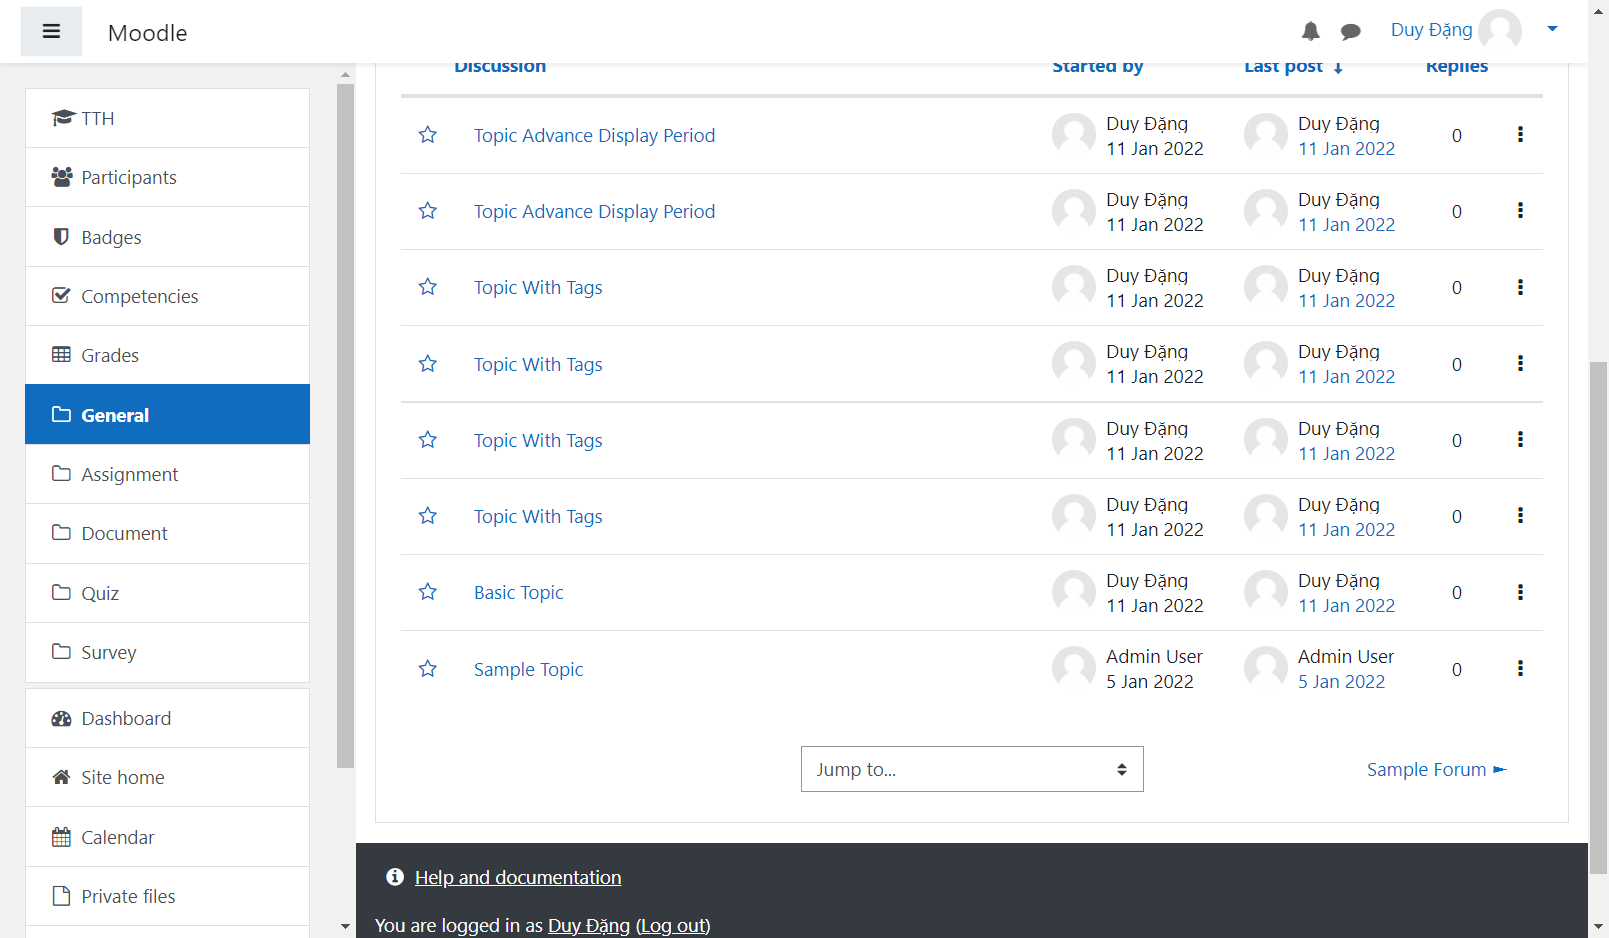 Moodle
Duy Đặng
TTH
Participants
Badges
Competencies
Grades
General
Assignment
Document
Quiz
Survey
Dashboard
Site home
Calendar
Private files
Discussion Started by Last post Replies
Topic Advance Display Period Duy Đặng Duy Đặng 0
11 Jan 2022 11 Jan 2022
Topic Advance Display Period Duy Đặng Duy Đặng 0
11 Jan 2022 11 Jan 2022
Topic With Tags Duy Đặng Duy Đặng 0
11 Jan 2022 11 Jan 2022
Topic With Tags Duy Đặng Duy Đặng 0
11 Jan 2022 11 Jan 2022
Topic With Tags Duy Đặng Duy Đặng 0
11 Jan 2022 11 Jan 2022
Topic With Tags Duy Đặng Duy Đặng 0
11 Jan 2022 11 Jan 2022
Basic Topic Duy Đặng Duy Đặng 0
11 Jan 2022 11 Jan 2022
Sample Topic Admin User Admin User 0
5 Jan 2022 5 Jan 2022
Jump to... Sample Forum ►
Help and documentation
You are logged in as Duy Đặng (Log out)